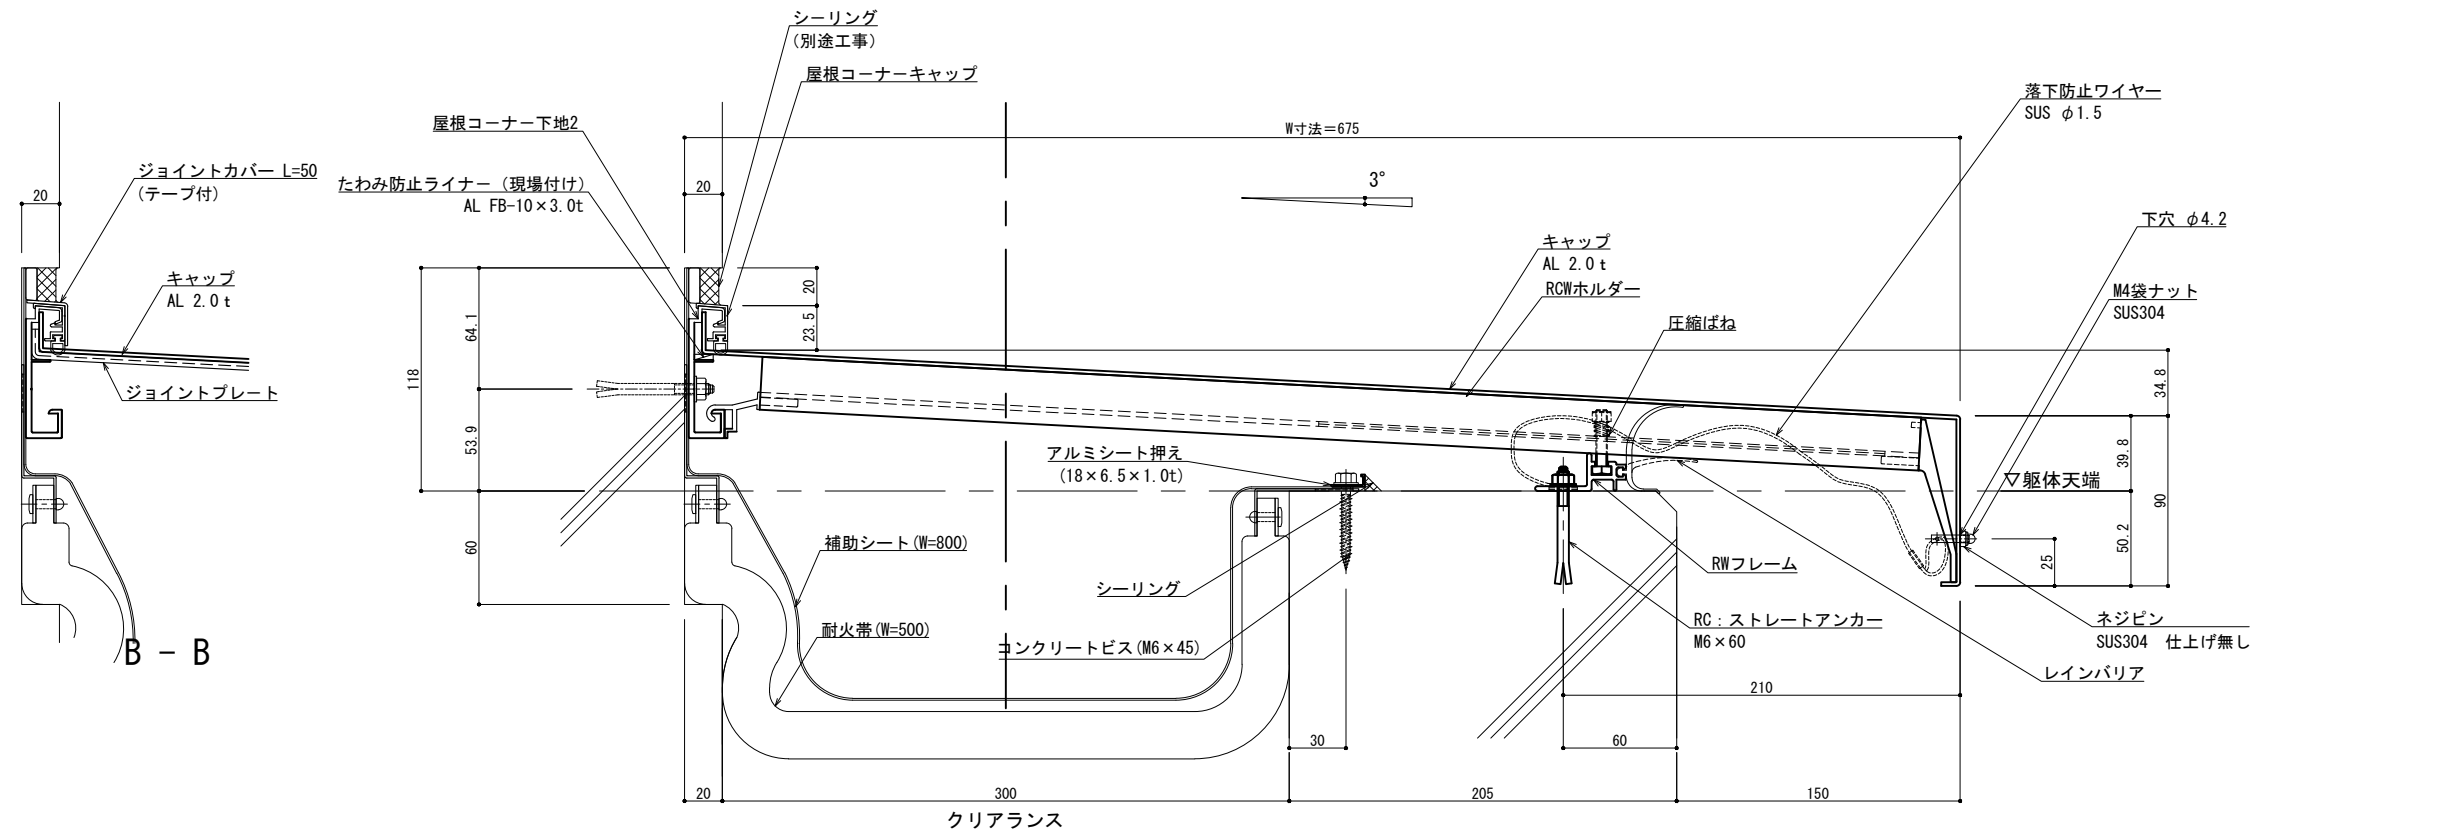 シーリング
(別途工事)
屋根コーナーキャップ
屋根コーナー下地2
ジョイントカバー L=50
(テープ付)
たわみ防止ライナー（現場付け）
AL FB-10×3.0t
W寸法＝675
落下防止ワイヤー
SUS φ1.5
20
20
3°
下穴 φ4.2
キャップ
AL 2.0ｔ
キャップ
AL 2.0ｔ
RCWホルダー
圧縮ばね
M4袋ナット
SUS304
ジョイントプレート
64.1
118
53.9
60
20
23.5
34.8
39.8
90
50.2
25
アルミシート押え
(18×6.5×1.0t)
▽躯体天端
補助シート(W=800)
シーリング
RWフレーム
耐火帯(W=500)
コンクリートビス(M6×45)
RC：ストレートアンカー
M6×60
ネジピン
SUS304　仕上げ無し
レインバリア
B － B
210
30
60
20
300
205
150
クリアランス